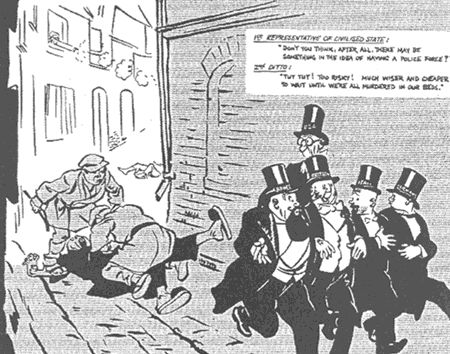 1ST REPRESENTATIVE OF CIVILISED STATE:
"DON'T YOU THINK, AFTER ALL, THERE MAY BE
SOMETHING IN THE IDEA OF HAVING A POLICE FORCE?
2ND DITTO:
"TUT TUT! TOO RISKY! MUCH WISER AND CHEAPER
TO WAIT UNTIL WE'RE ALL MURDERED IN OUR BEDS."
U.S.A.
FRANCE
BRITISH